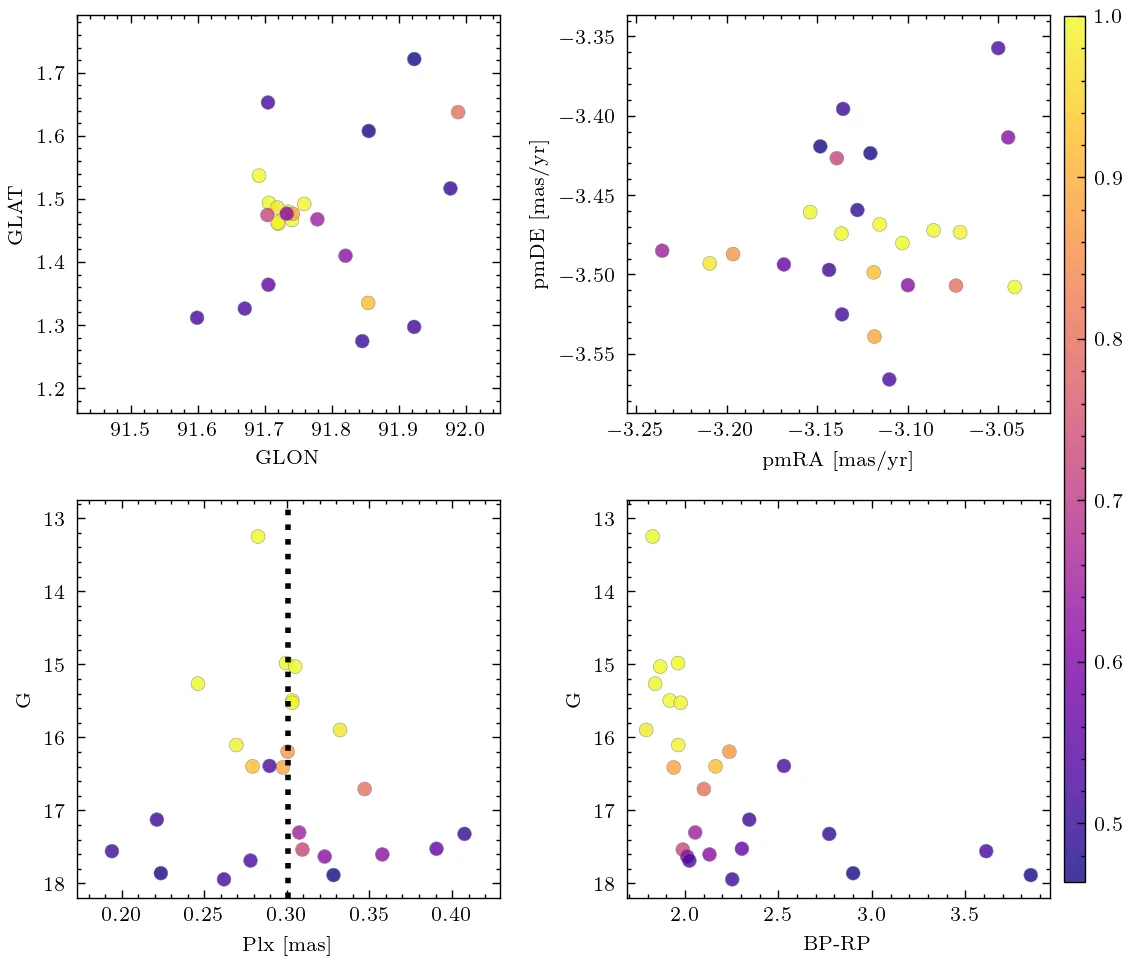 1.7
1.6
1.5
1.4
1.3
1.2
GLAT
91.5 91.6 91.7 91.8 91.9 92.0
GLON
−3.35
−3.40
−3.45
−3.50
−3.55
pmDE [mas/yr]
−3.25 −3.20 −3.15 −3.10 −3.05
pmRA [mas/yr]
1.0
0.9
0.8
0.7
0.6
0.5
13
14
15
16
17
18
G
0.20 0.25 0.30 0.35 0.40
Plx [mas]
13
14
15
16
17
18
G
2.0 2.5 3.0 3.5
BP-RP